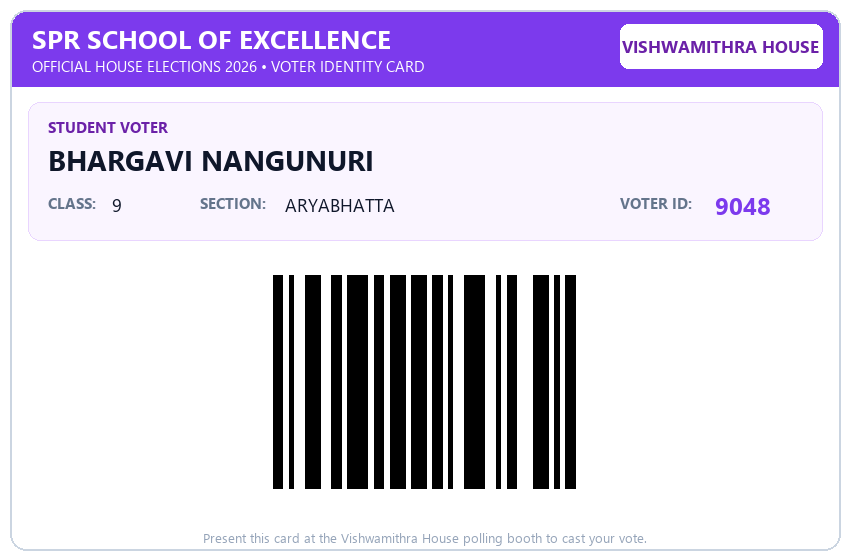 SPR SCHOOL OF EXCELLENCE
OFFICIAL HOUSE ELECTIONS 2026 • VOTER IDENTITY CARD
VISHWAMITHRA HOUSE
STUDENT VOTER
BHARGAVI NANGUNURI
CLASS: 9 SECTION: ARYABHATTA VOTER ID: 9048
Present this card at the Vishwamithra House polling booth to cast your vote.